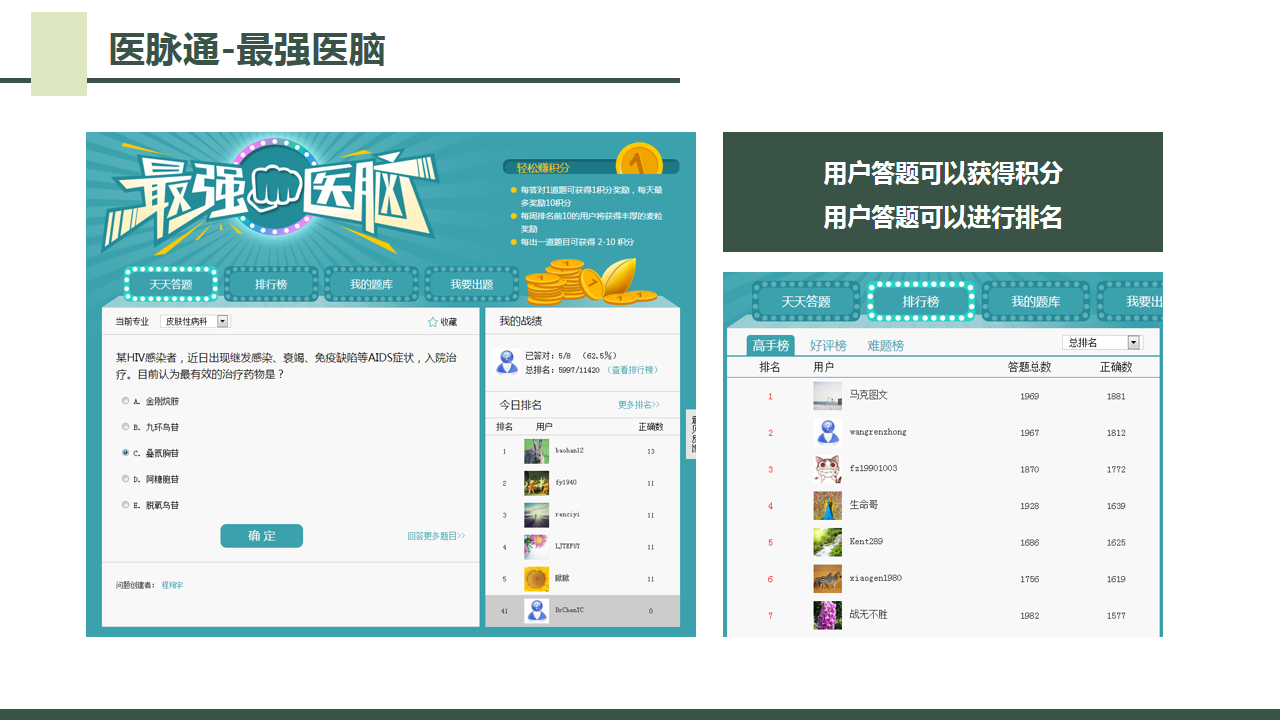 医脉通-最强医脑
最强医脑
轻松赚积分
每答对1道题可获得1积分奖励，每天最
多奖励10积分
每周排名前10的用户将获得丰厚的麦粒
奖励
每出一道题目可获得 2-10 积分
天天答题 排行榜 我的题库 我要出题
当前专业 皮肤性病科 收藏
某HIV感染者，近日出现继发感染、衰竭、免疫缺陷等AIDS症状，入院治
疗。目前认为最有效的治疗药物是？
A. 金刚烷胺
B. 九环鸟苷
C. 叠氮胸苷
D. 阿糖胞苷
E. 脱氧鸟苷
确 定
回答更多题目>>
问题创建者： 程翔宇
我的战绩
已答对：5/8 （62.5%）
总排名：5997/11420 （查看排行榜）
今日排名 更多排名>>
排名 用户 正确数
1 baohan12 13
2 fy1940 11
3 renciyi 11
4 LJTEFUY 11
5 鍁鍁 11
41 DrChenYC 0
用户答题可以获得积分
用户答题可以进行排名
天天答题 排行榜 我的题库 我要出
高手榜 好评榜 难题榜 总排名
排名 用户 答题总数 正确数
1 马克图文 1969 1881
2 wangrenzhong 1967 1812
3 fz19901003 1870 1772
4 生命哥 1928 1639
5 Kent289 1686 1625
6 xiaogen1980 1756 1619
7 战无不胜 1982 1577